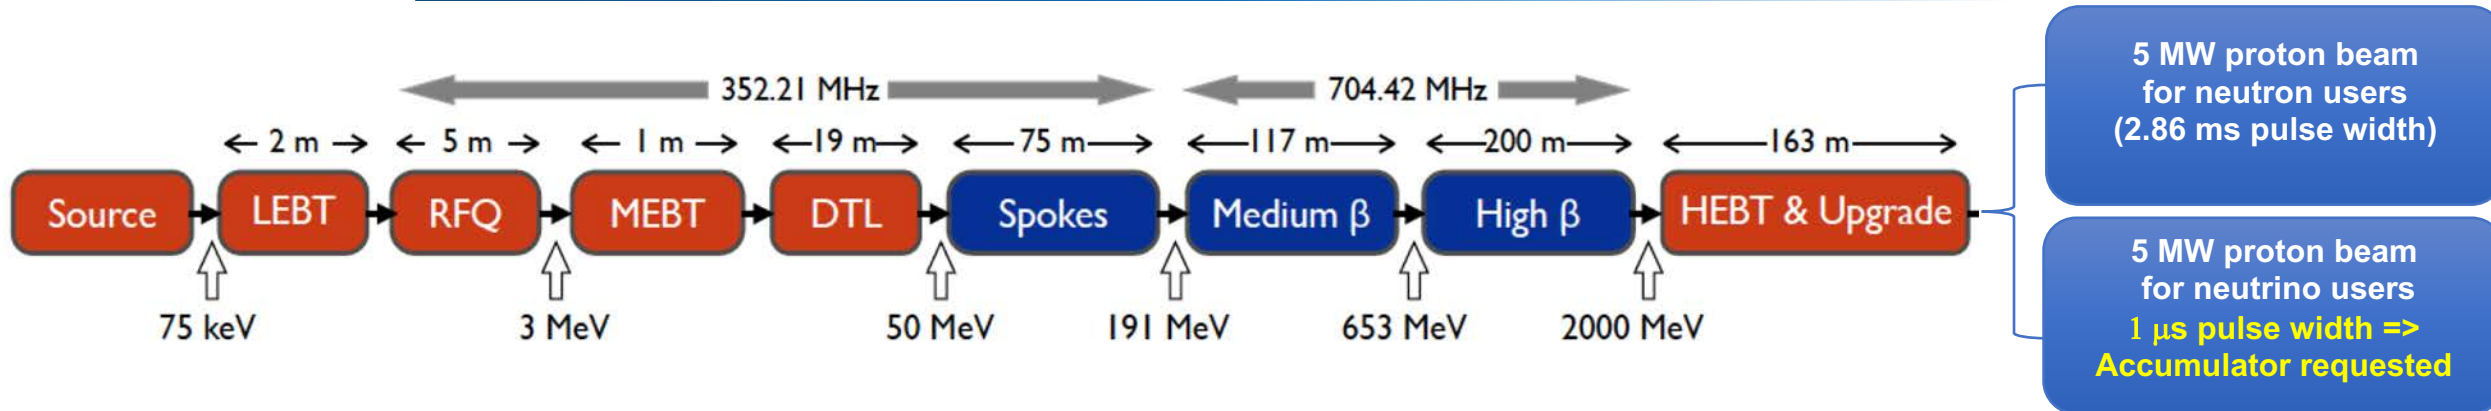 352.21 MHz
704.42 MHz
2 m
5 m
1 m
19 m
75 m
117 m
200 m
163 m
Source
LEBT
RFQ
MEBT
DTL
Spokes
Medium β
High β
HEBT & Upgrade
75 keV
3 MeV
50 MeV
191 MeV
653 MeV
2000 MeV
5 MW proton beam
for neutron users
(2.86 ms pulse width)
5 MW proton beam
for neutrino users
1 μs pulse width =>
Accumulator requested